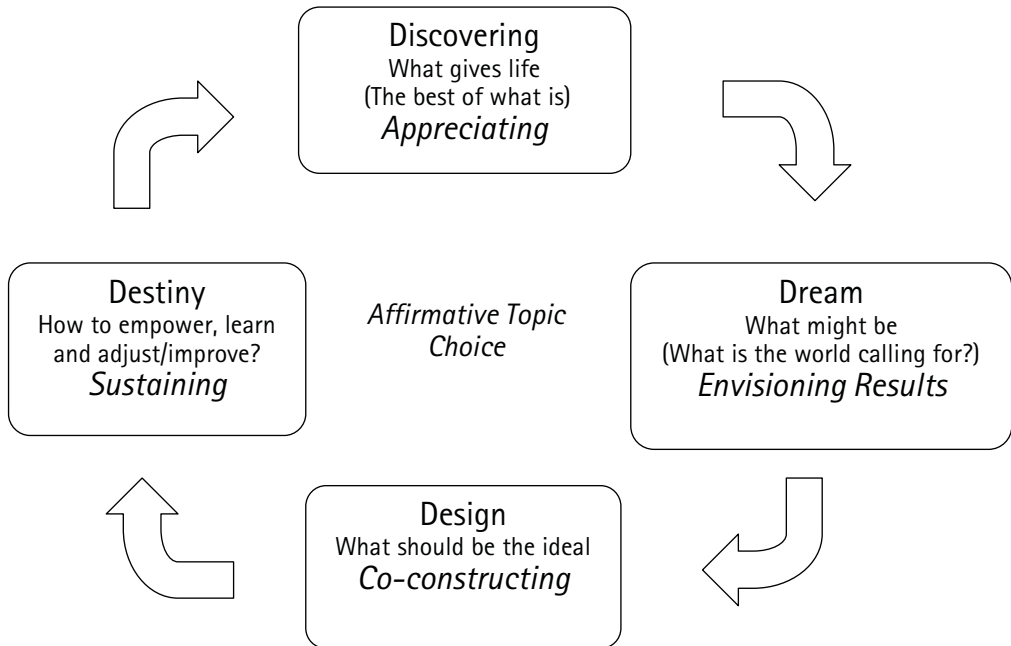 Discovering
What gives life
(The best of what is)
Appreciating
Destiny
How to empower, learn
and adjust/improve?
Sustaining
Affirmative Topic
Choice
Dream
What might be
(What is the world calling for?)
Envisioning Results
Design
What should be the ideal
Co-constructing